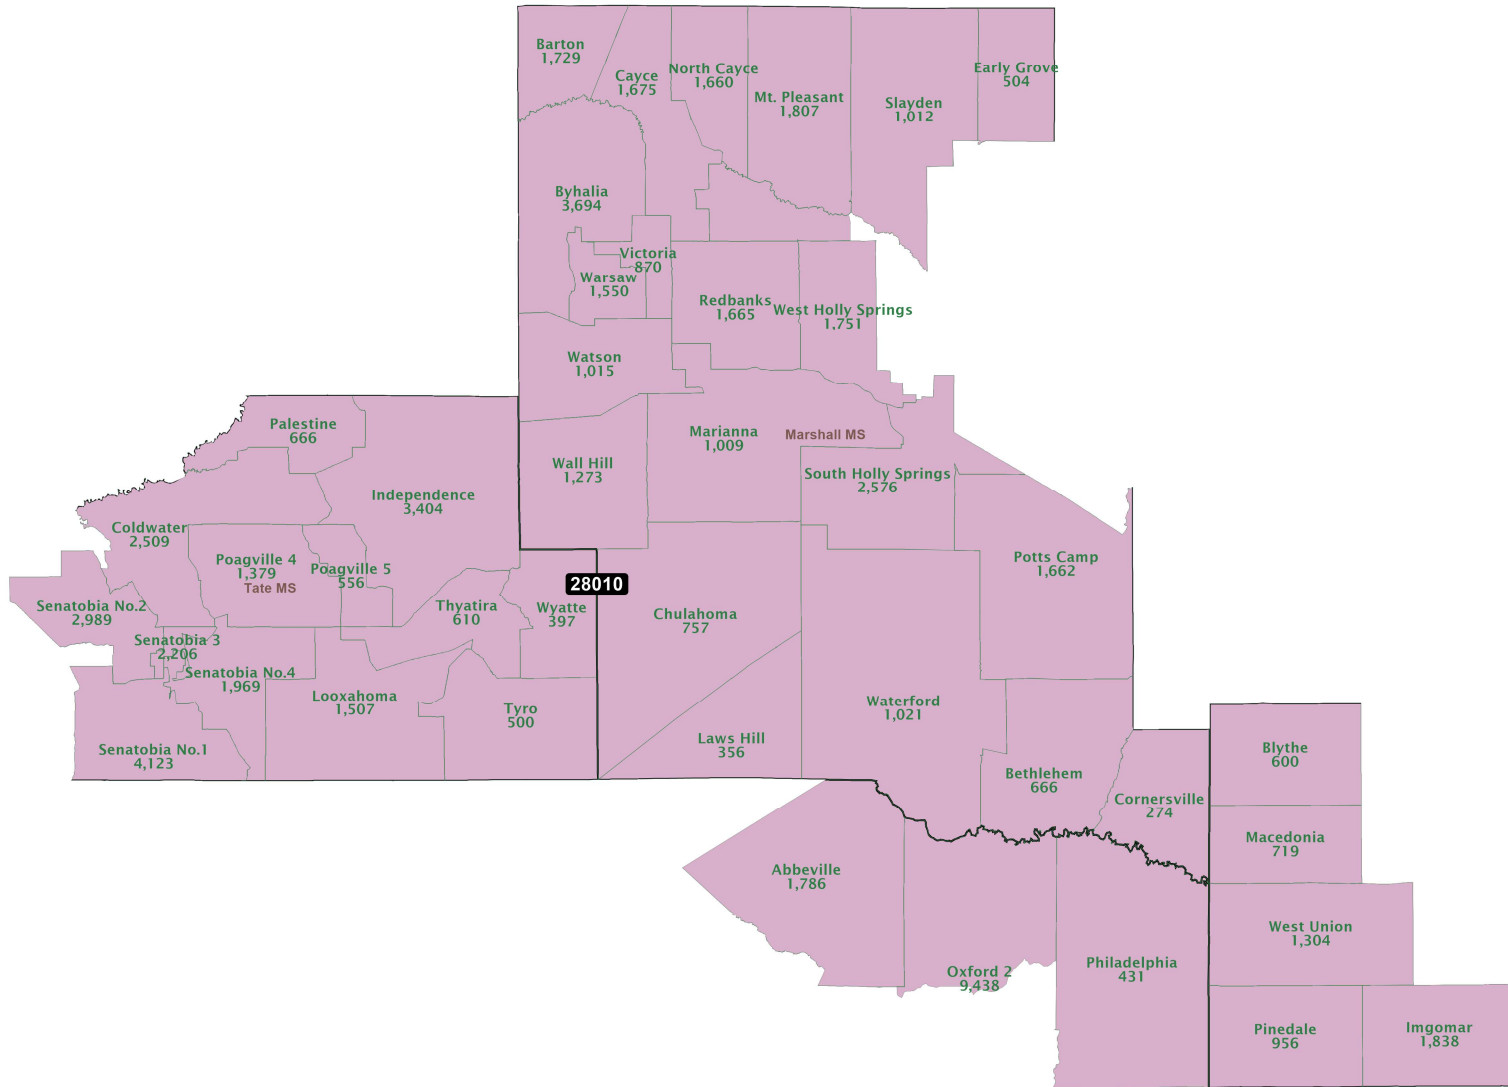 Barton
1,729
Cayce
1,675
North Cayce
1,660
Mt. Pleasant
1,807
Slayden
1,012
Early Grove
504
Byhalia
3,694
Victoria
870
Warsaw
1,550
Redbanks
1,665
West Holly Springs
1,751
Watson
1,015
Palestine
666
Marianna
1,009
Marshall MS
Wall Hill
1,273
South Holly Springs
2,576
Independence
3,404
Coldwater
2,509
Poagville 4
1,379
Tate MS
Poagville 5
556
Potts Camp
1,662
28010
Senatobia No.2
2,989
Thyatira
610
Wyatte
397
Chulahoma
757
Senatobia 3
2,206
Senatobia No.4
1,969
Looxahoma
1,507
Tyro
500
Waterford
1,021
Laws Hill
356
Senatobia No.1
4,123
Bethlehem
666
Cornersville
274
Blythe
600
Macedonia
719
Abbeville
1,786
West Union
1,304
Oxford 2
9,438
Philadelphia
431
Pinedale
956
Imgomar
1,838